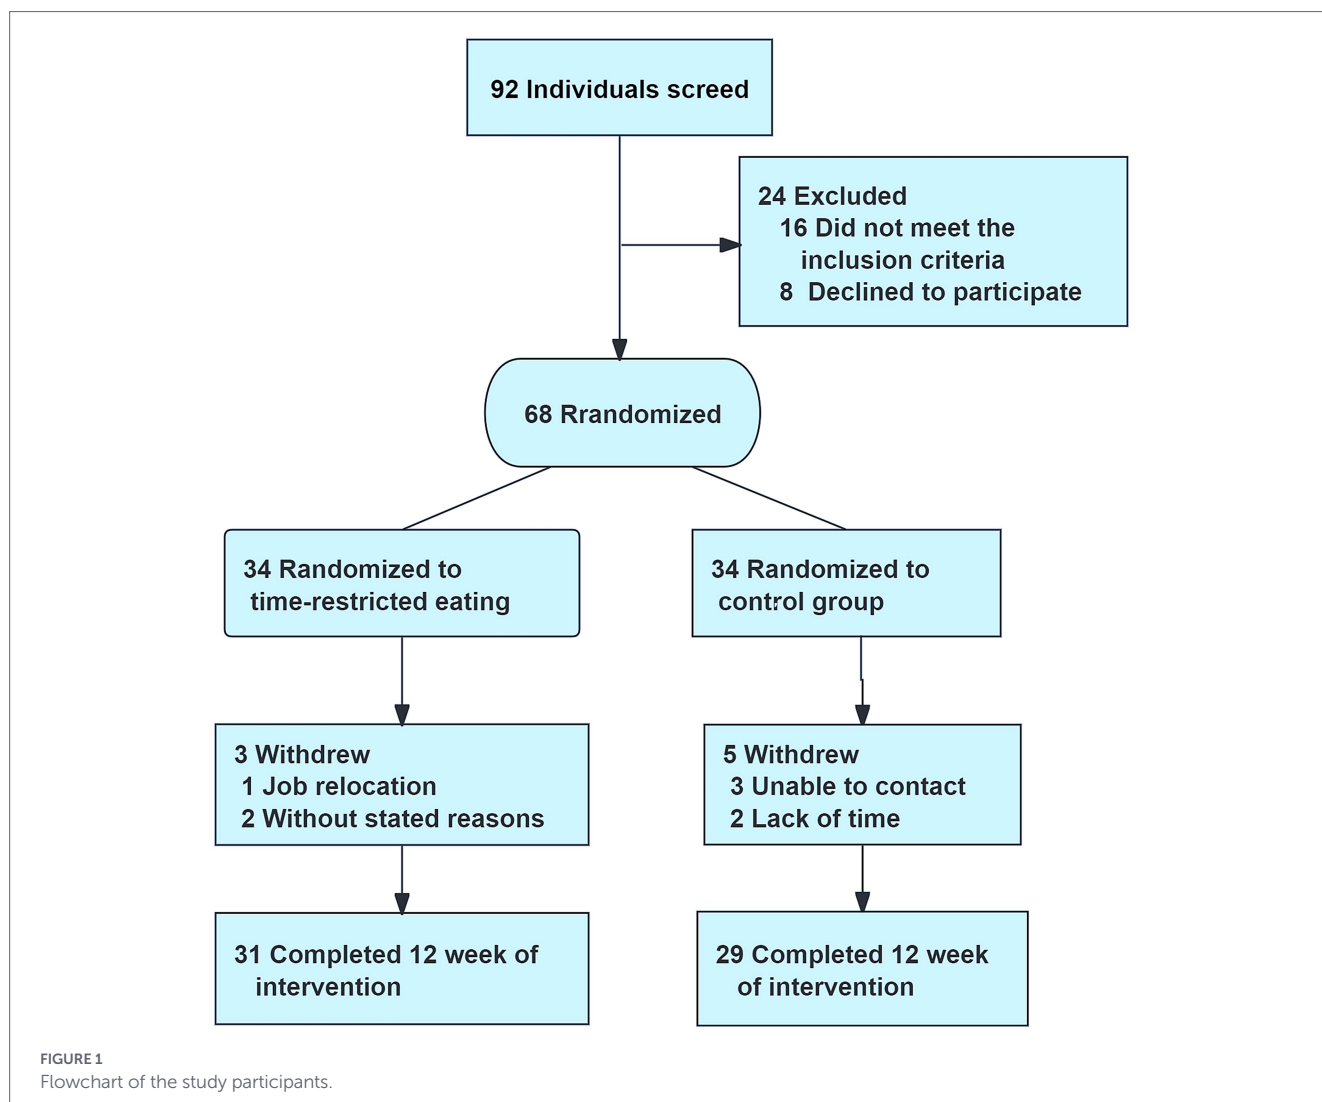 92 Individuals screed
24 Excluded
16 Did not meet the
inclusion criteria
8 Declined to participate
68 Rrandomized
34 Randomized to
time-restricted eating
34 Randomized to
control group
3 Withdrew
1 Job relocation
2 Without stated reasons
5 Withdrew
3 Unable to contact
2 Lack of time
31 Completed 12 week of
intervention
29 Completed 12 week
of intervention
FIGURE 1
Flowchart of the study participants.